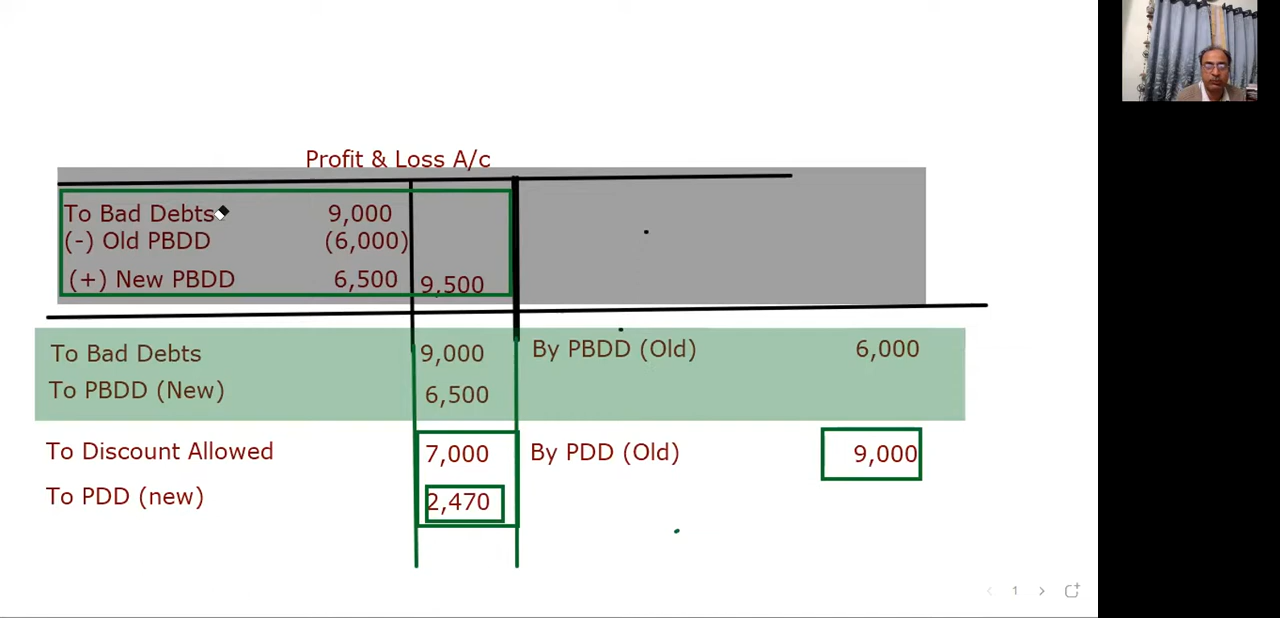 Profit & Loss A/c
To Bad Debts 9,000
(-) Old PBDD (6,000)
(+) New PBDD 6,500 9,500
To Bad Debts 9,000 By PBDD (Old) 6,000
To PBDD (New) 6,500
To Discount Allowed 7,000 By PDD (Old) 9,000
To PDD (new) 2,470
1